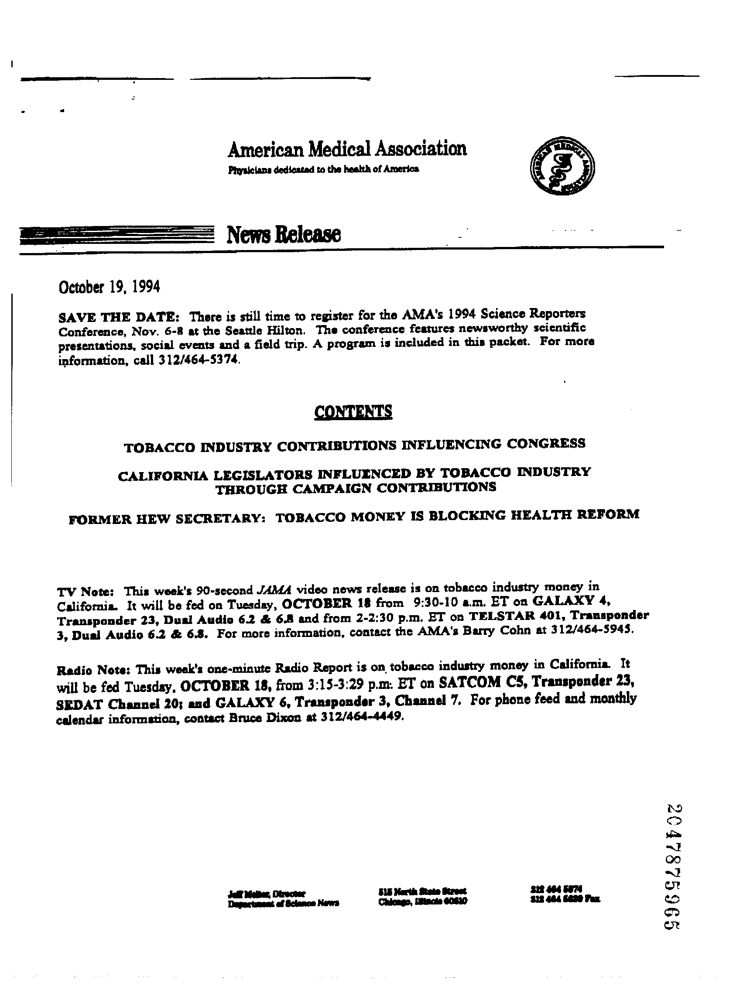 American Medical Association
Physicians dedicated to the health of America
AMERICAN MEDICAL ASSOCIATION
News Release
October 19, 1994
SAVE THE DATE: There is still time to register for the AMA's 1994 Science Reporters
Conference, Nov. 6-8 at the Seattle Hilton. The conference features newsworthy scientific
presentations, social events and a field trip. A program is included in this packet. For more
information, call 312/464-5374.
CONTENTS
TOBACCO INDUSTRY CONTRIBUTIONS INFLUENCING CONGRESS
CALIFORNIA LEGISLATORS INFLUENCED BY TOBACCO INDUSTRY
THROUGH CAMPAIGN CONTRIBUTIONS
FORMER HEW SECRETARY: TOBACCO MONEY IS BLOCKING HEALTH REFORM
TV Note: This week's 90-second JAMA video news release is on tobacco industry money in
California. It will be fed on Tuesday, OCTOBER 18 from 9:30-10 a.m. ET on GALAXY 4,
Transponder 23, Dual Audio 6.2 & 6.8 and from 2-2:30 p.m. ET on TELSTAR 401, Transponder
3, Dual Audio 6.2 & 6.8. For more information, contact the AMA's Barry Cohn at 312/464-5945.
Radio Note: This week's one-minute Radio Report is on tobacco industry money in California. It
will be fed Tuesday, OCTOBER 18, from 3:15-3:29 p.m. ET on SATCOM C5, Transponder 23,
SEDAT Channel 20; and GALAXY 6, Transponder 3, Channel 7. For phone feed and monthly
calendar information, contact Bruce Dixon at 312/464-4449.
Jeff Director
Department of Science News
515 North State Street
Chicago, Illinois 60610
312 464
312 464 Fax
2047875965